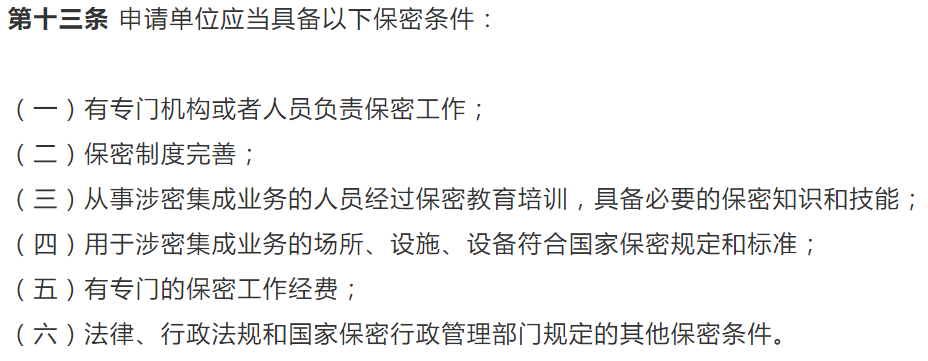 第十三条 申请单位应当具备以下保密条件：
（一）有专门机构或者人员负责保密工作；
（二）保密制度完善；
（三）从事涉密集成业务的人员经过保密教育培训，具备必要的保密知识和技能；
（四）用于涉密集成业务的场所、设施、设备符合国家保密规定和标准；
（五）有专门的保密工作经费；
（六）法律、行政法规和国家保密行政管理部门规定的其他保密条件。